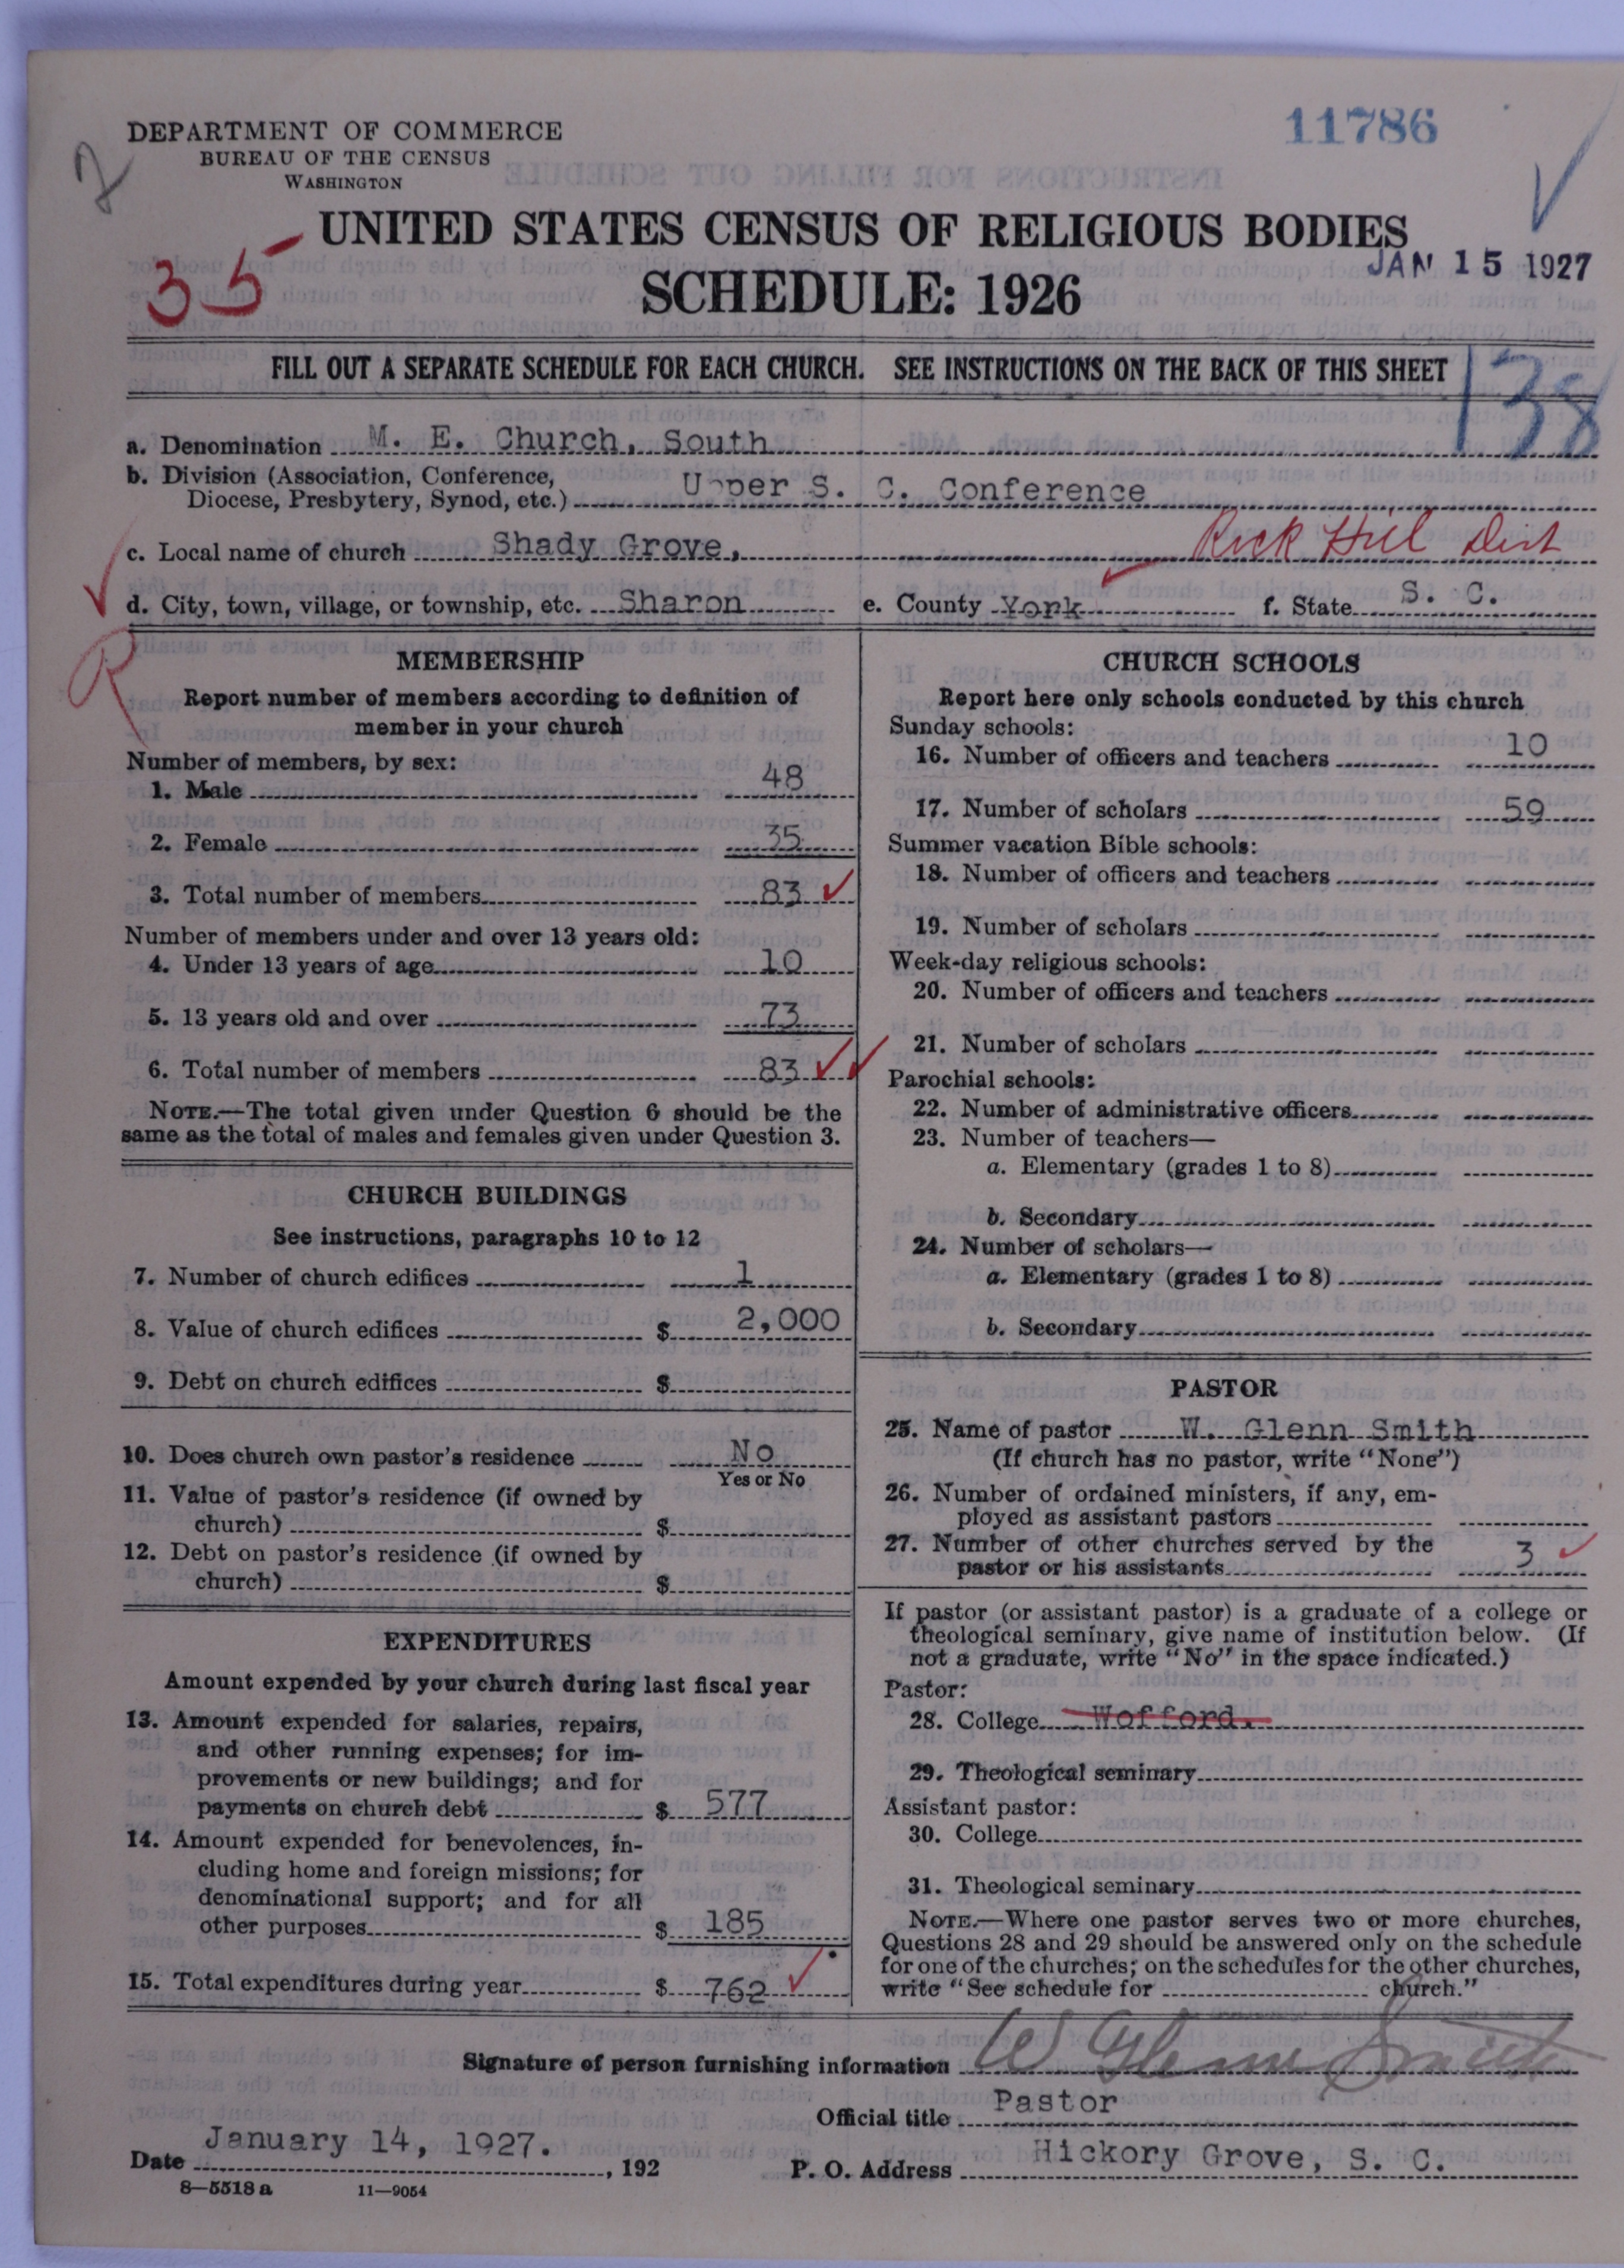 11786
DEPARTMENT OF COMMERCE
BUREAU OF THE CENSUS
WASHINGTON
UNITED STATES CENSUS OF RELIGIOUS BODIES
35
JAN 15 1927
SCHEDULE: 1926
FILL OUT A SEPARATE SCHEDULE FOR EACH CHURCH. SEE INSTRUCTIONS ON THE BACK OF THIS SHEET
138
a. Denomination M. E. Church, South
b. Division (Association, Conference,
Diocese, Presbytery, Synod, etc.) Upper S. C. Conference
c. Local name of church Shady Grove, Rock Hill Dist
d. City, town, village, or township, etc. Sharon e. County York f. State S. C.
R
MEMBERSHIP
Report number of members according to definition of
member in your church
Number of members, by sex:
1. Male 48
2. Female 35
3. Total number of members 83
Number of members under and over 13 years old:
4. Under 13 years of age 10
5. 13 years old and over 73
6. Total number of members 83
NOTE.—The total given under Question 6 should be the
same as the total of males and females given under Question 3.
CHURCH BUILDINGS
See instructions, paragraphs 10 to 12
7. Number of church edifices 1
8. Value of church edifices $ 2,000
9. Debt on church edifices $
10. Does church own pastor's residence No
Yes or No
11. Value of pastor's residence (if owned by
church) $
12. Debt on pastor's residence (if owned by
church) $
EXPENDITURES
Amount expended by your church during last fiscal year
13. Amount expended for salaries, repairs,
and other running expenses; for im-
provements or new buildings; and for
payments on church debt $ 577
14. Amount expended for benevolences, in-
cluding home and foreign missions; for
denominational support; and for all
other purposes $ 185
15. Total expenditures during year $ 762
CHURCH SCHOOLS
Report here only schools conducted by this church
Sunday schools:
16. Number of officers and teachers 10
17. Number of scholars 59
Summer vacation Bible schools:
18. Number of officers and teachers
19. Number of scholars
Week-day religious schools:
20. Number of officers and teachers
21. Number of scholars
Parochial schools:
22. Number of administrative officers
23. Number of teachers—
a. Elementary (grades 1 to 8)
b. Secondary
24. Number of scholars—
a. Elementary (grades 1 to 8)
b. Secondary
PASTOR
25. Name of pastor W. Glenn Smith
(If church has no pastor, write "None")
26. Number of ordained ministers, if any, em-
ployed as assistant pastors
27. Number of other churches served by the
pastor or his assistants 3
If pastor (or assistant pastor) is a graduate of a college or
theological seminary, give name of institution below. (If
not a graduate, write "No" in the space indicated.)
Pastor:
28. College Wofford.
29. Theological seminary
Assistant pastor:
30. College
31. Theological seminary
NOTE.—Where one pastor serves two or more churches,
Questions 28 and 29 should be answered only on the schedule
for one of the churches; on the schedules for the other churches,
write "See schedule for church."
Signature of person furnishing information W Glenn Smith
Official title Pastor
Date January 14, 1927. , 192
P. O. Address Hickory Grove, S. C.
8—5518 a 11—9054